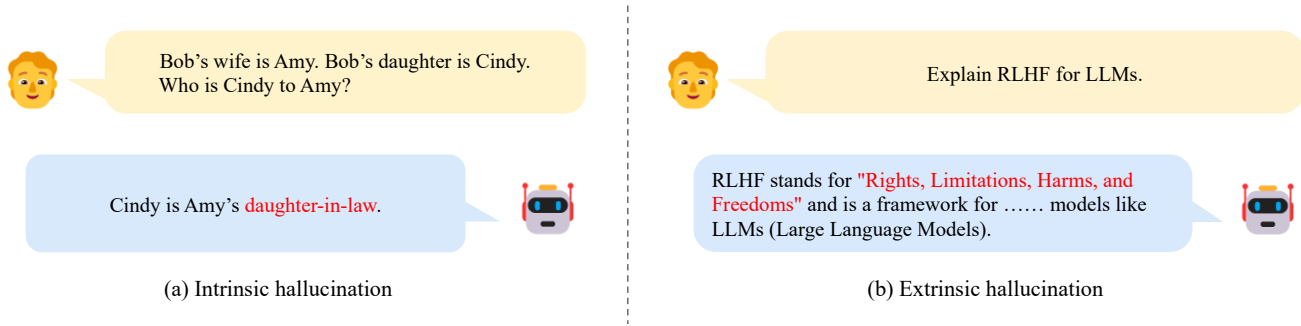 Bob's wife is Amy. Bob's daughter is Cindy.
Who is Cindy to Amy?
Cindy is Amy's daughter-in-law.
(a) Intrinsic hallucination
Explain RLHF for LLMs.
RLHF stands for "Rights, Limitations, Harms, and
Freedoms" and is a framework for …… models like
LLMs (Large Language Models).
(b) Extrinsic hallucination